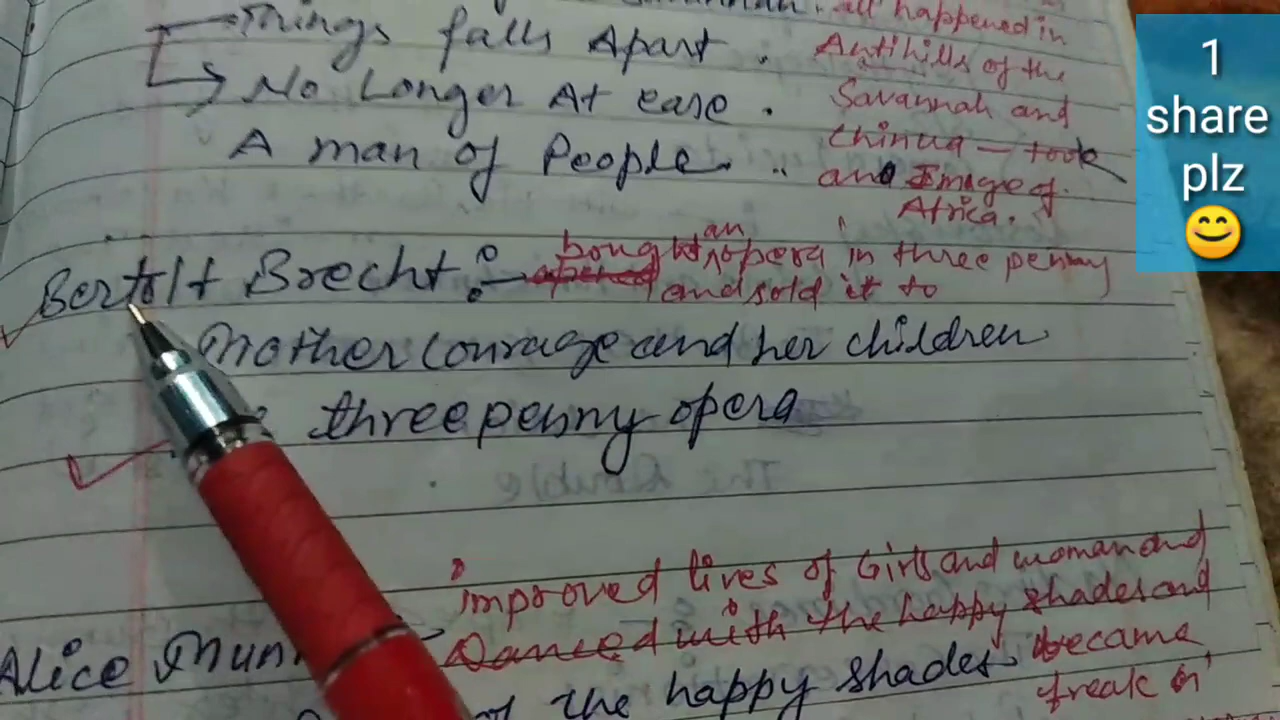 all happened in
Things falls Apart.
Antihills of the
No Longer At ease.
Savannah and
A man of People.
Chinua - took
and Image of
Africa.
Bertolt Brecht :- bought an opera in three penny
and sold it to
Mother Courage and her children
threepenny opera
improved lives of Girls and woman and
Danced with the happy shades and
Alice
of the happy shades. became
freak
1
share
plz
😊